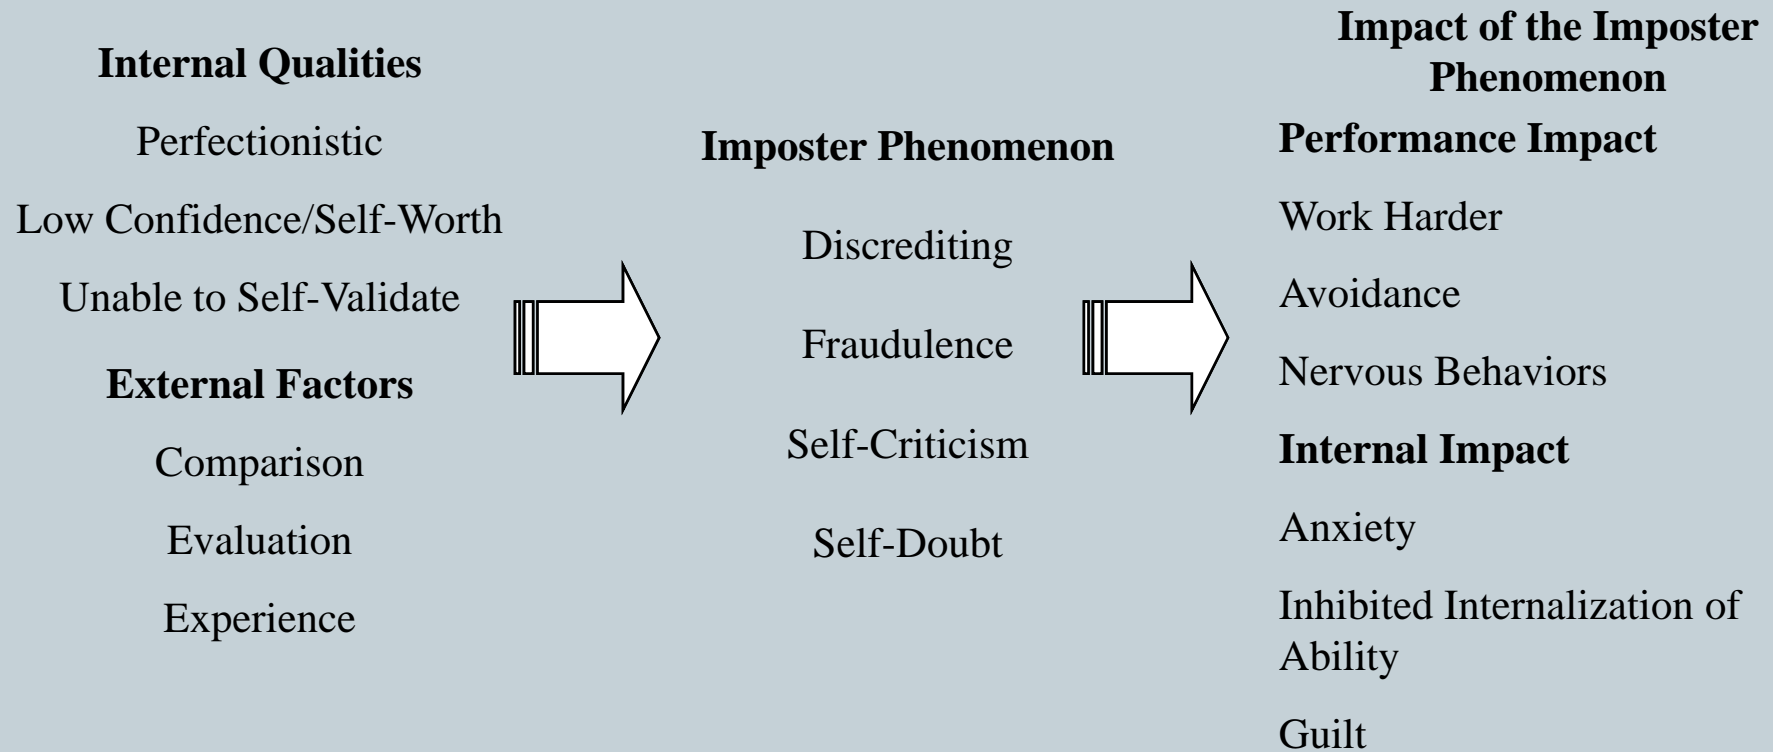 Internal Qualities
Perfectionistic
Low Confidence/Self-Worth
Unable to Self-Validate
External Factors
Comparison
Evaluation
Experience
Imposter Phenomenon
Discrediting
Fraudulence
Self-Criticism
Self-Doubt
Impact of the Imposter
Phenomenon
Performance Impact
Work Harder
Avoidance
Nervous Behaviors
Internal Impact
Anxiety
Inhibited Internalization of
Ability
Guilt